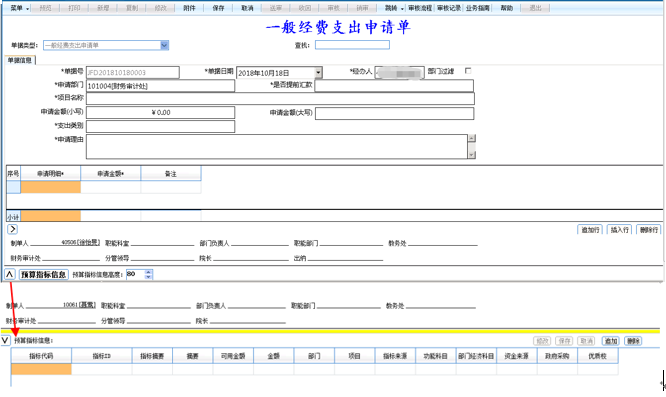 菜单 预览 打印 新增 复制 修改 附件 保存 取消 送审 收回 审核 销审 跳转 审核流程 审核记录 业务指南 帮助 退出
一般经费支出申请单
单据类型: 一般经费支出申请单 查找:
单据信息
*单据号 JFD201810180003 *单据日期 2018年10月18日 *经办人 部门过滤
*申请部门 101004[财务审计处] *是否提前汇款
*项目名称
申请金额(小写) ￥0.00 申请金额(大写)
*支出类别
*申请理由
序号 申请明细* 申请金额* 备注
小计
追加行 插入行 删除行
制单人 职能科室 部门负责人 职能部门 教务处
财务审计处 分管领导 院长 出纳
预算指标信息 预算指标信息高度: 80
制单人 职能科室 部门负责人 职能部门 教务处
财务审计处 分管领导 院长
预算指标信息: 修改 保存 取消 追加 删除
指标代码 指标ID 指标摘要 摘要 可用金额 金额 部门 项目 指标来源 功能科目 部门经济科目 资金来源 政府采购 优质校